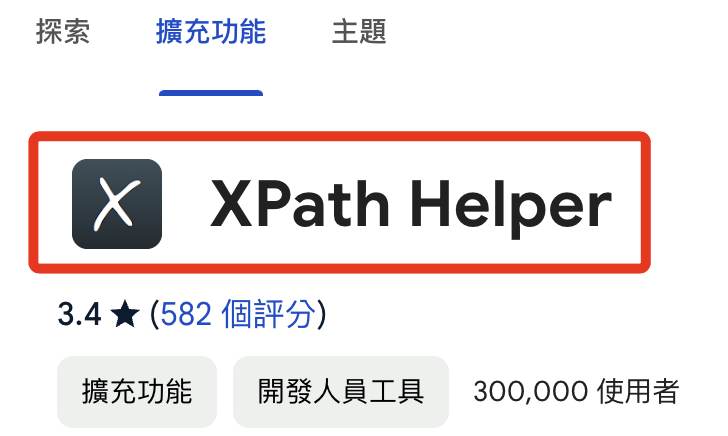 探索 擴充功能 主題
XPath Helper
3.4 ★ (582 個評分)
擴充功能 開發人員工具 300,000 使用者